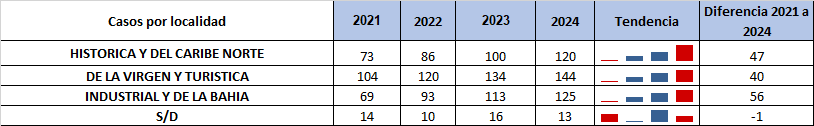 Casos por localidad 2021 2022 2023 2024 Tendencia Diferencia 2021 a 2024
HISTORICA Y DEL CARIBE NORTE 73 86 100 120 47
DE LA VIRGEN Y TURISTICA 104 120 134 144 40
INDUSTRIAL Y DE LA BAHIA 69 93 113 125 56
S/D 14 10 16 13 -1